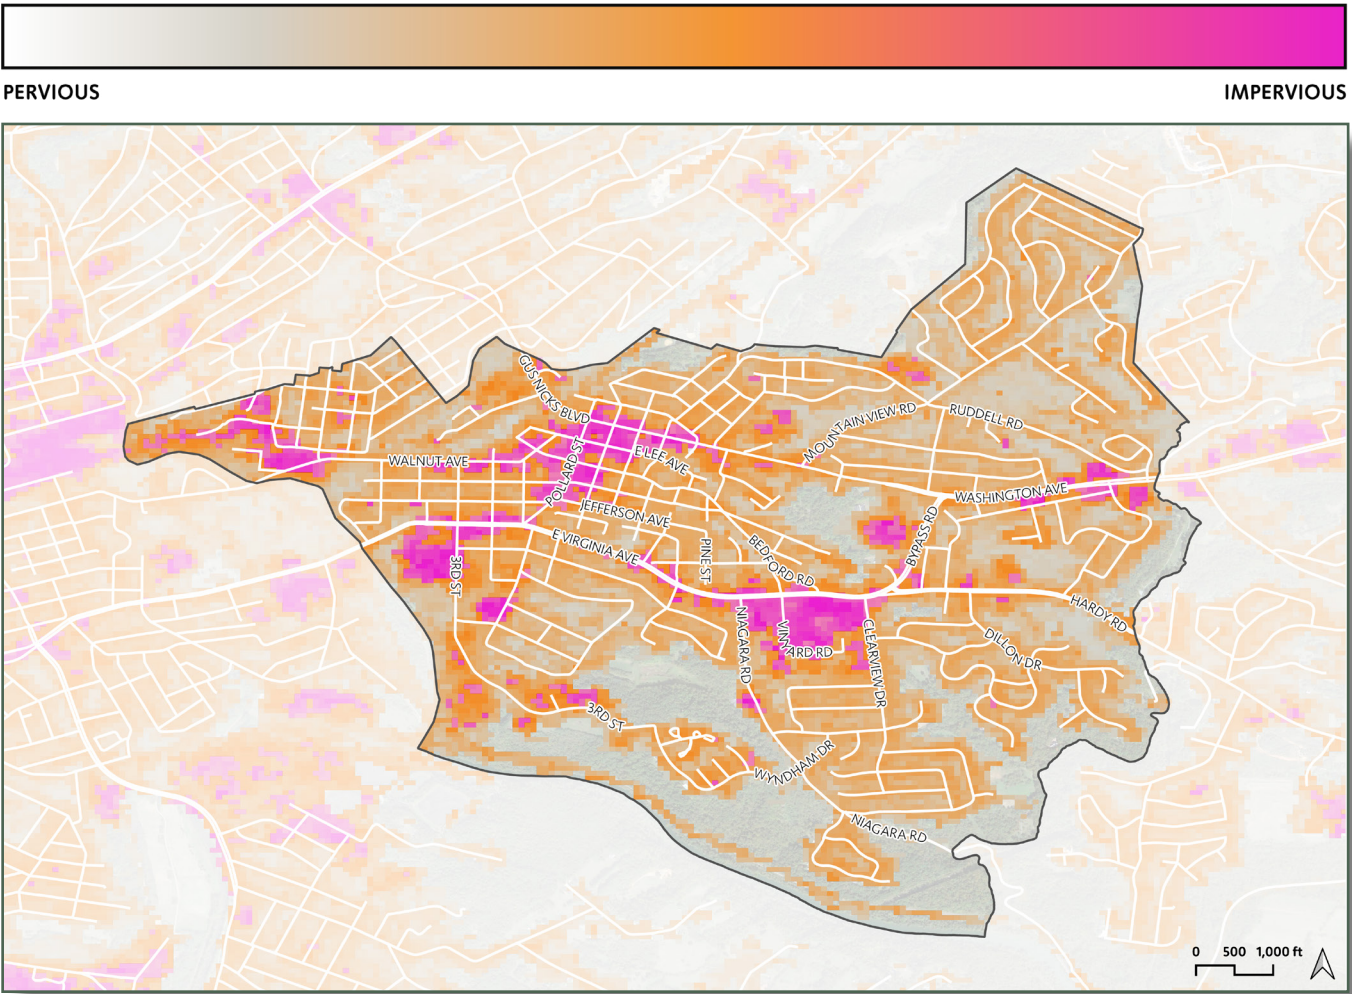 PERVIOUS
IMPERVIOUS
GUS NICKS BLVD
MOUNTAIN VIEW RD
RUDDELL RD
WALNUT AVE
POLLARD ST
E LEE AVE
WASHINGTON AVE
JEFFERSON AVE
BYPASS RD
E VIRGINIA AVE
3RD ST
PINE ST
BEDFORD RD
HARDY RD
NIAGARA RD
VINYARD RD
CLEARVIEW DR
DILLON DR
3RD ST
WYNDHAM DR
NIAGARA RD
0 500 1,000 ft